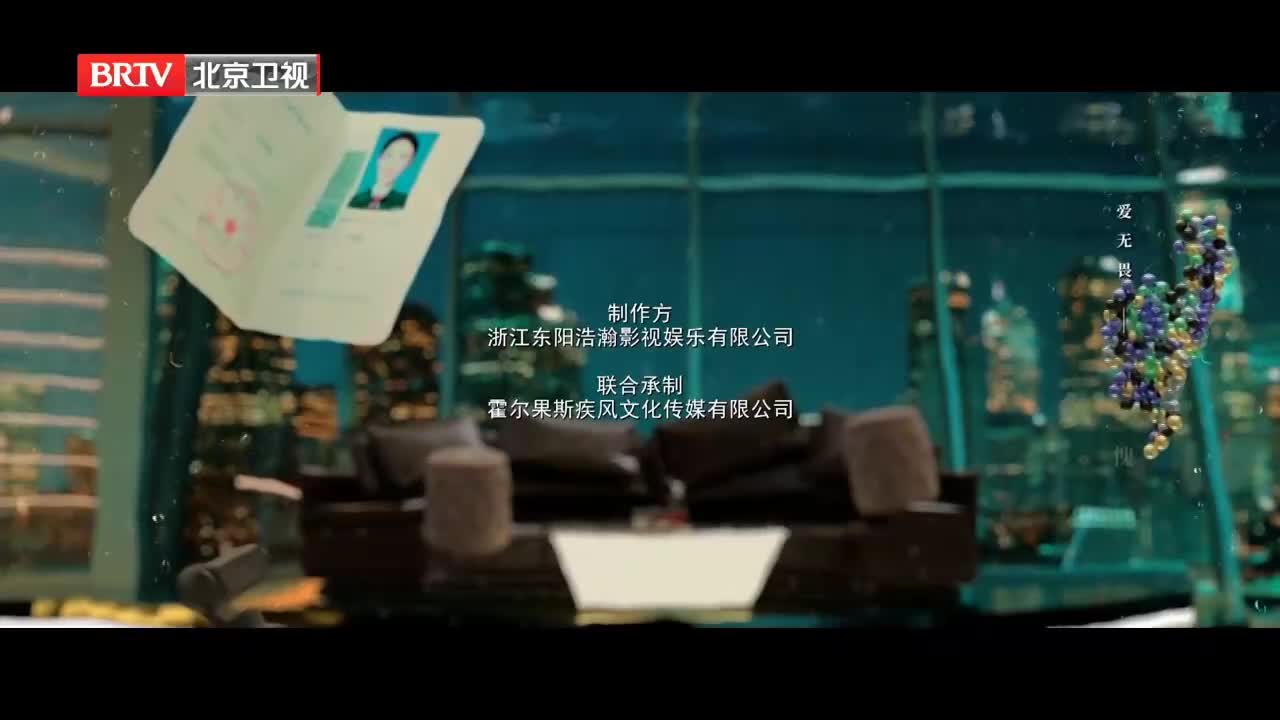 BRTV 北京卫视
制作方
浙江东阳浩瀚影视娱乐有限公司
联合承制
霍尔果斯疾风文化传媒有限公司
爱无畏
愧